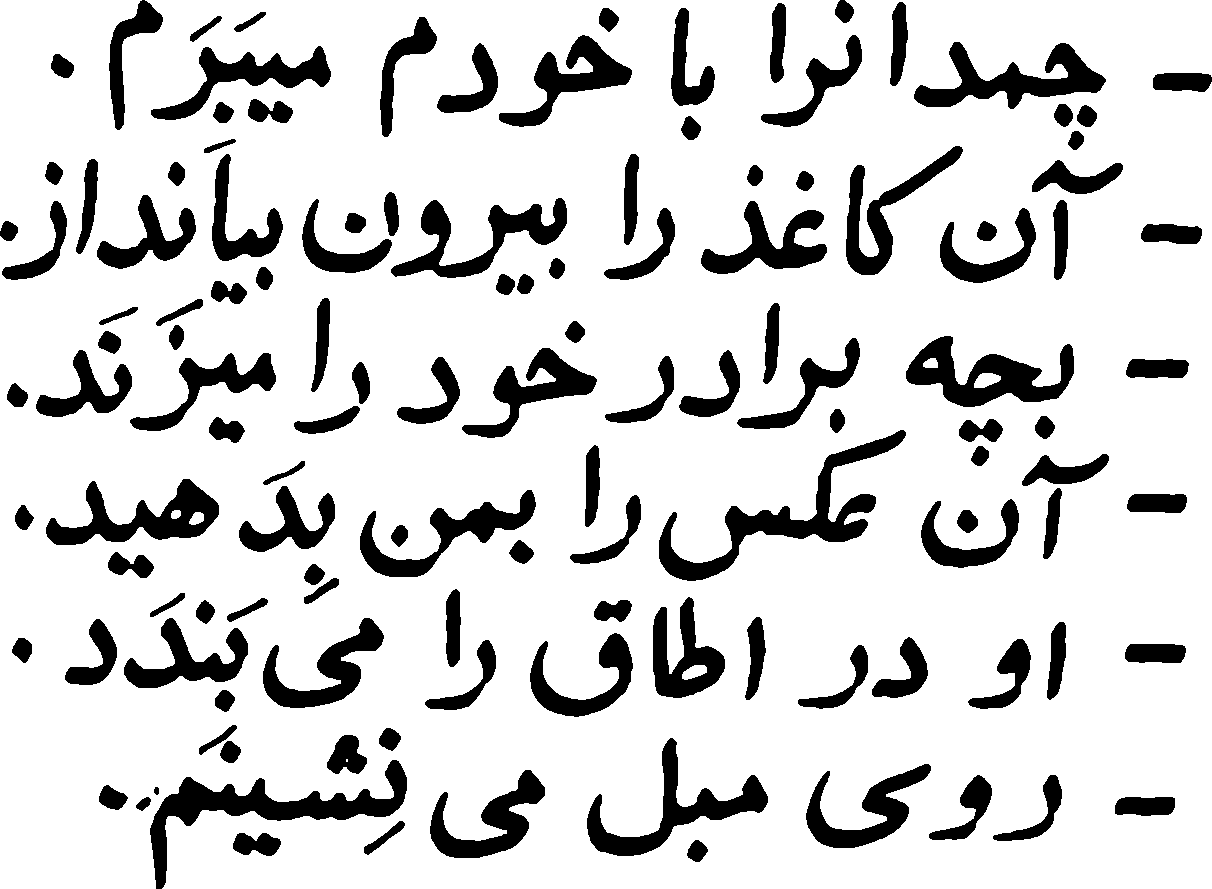 - چمدانرا با خودم میبَرَم .
- آن کاغذ را بیرون بیاَنداز.
- بچه برادر خود را میزَنَد.
- آن عکس را بمن بِدَهید.
- او در اطاق را می بَندَد .
- روی مبل می نِشینَم.